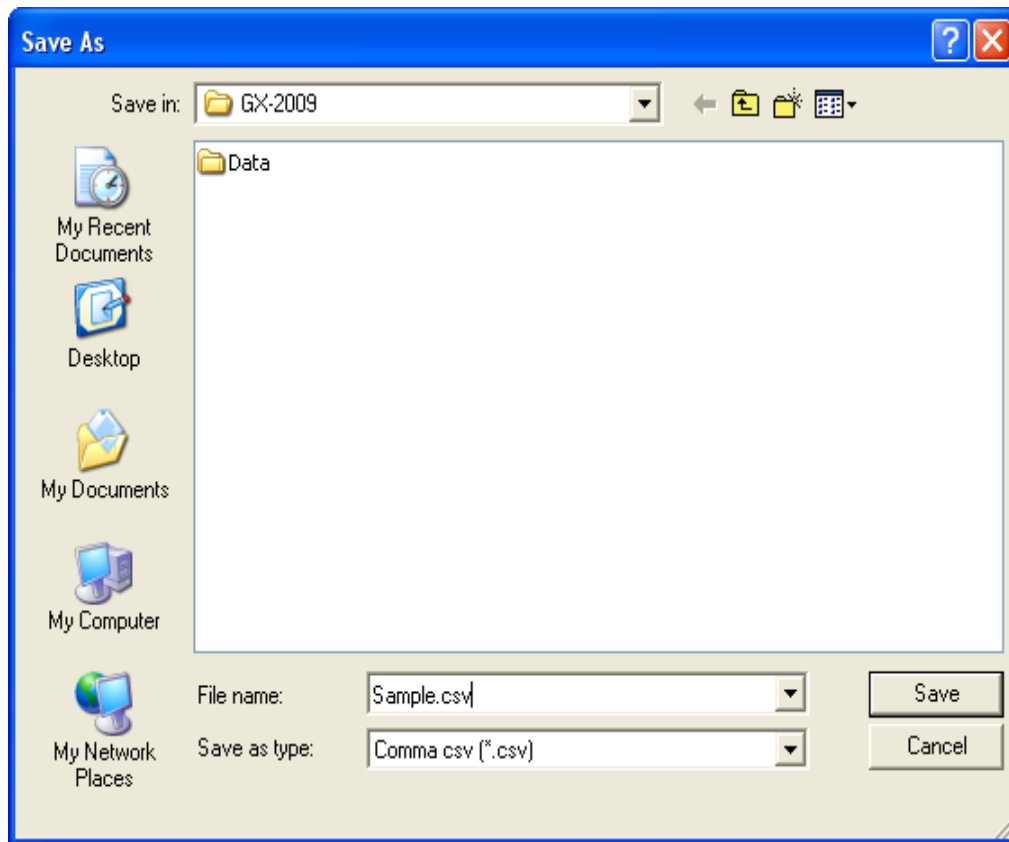 Save As
Save in: GX-2009
Data
My Recent
Documents
Desktop
My Documents
My Computer
My Network
Places
File name: Sample.csv Save
Save as type: Comma csv (*.csv) Cancel